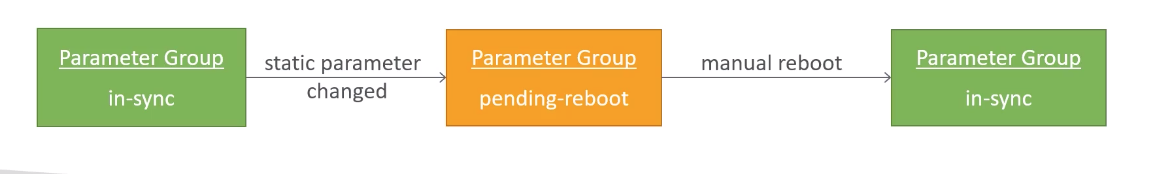 Parameter Group
in-sync
static parameter
changed
Parameter Group
pending-reboot
manual reboot
Parameter Group
in-sync